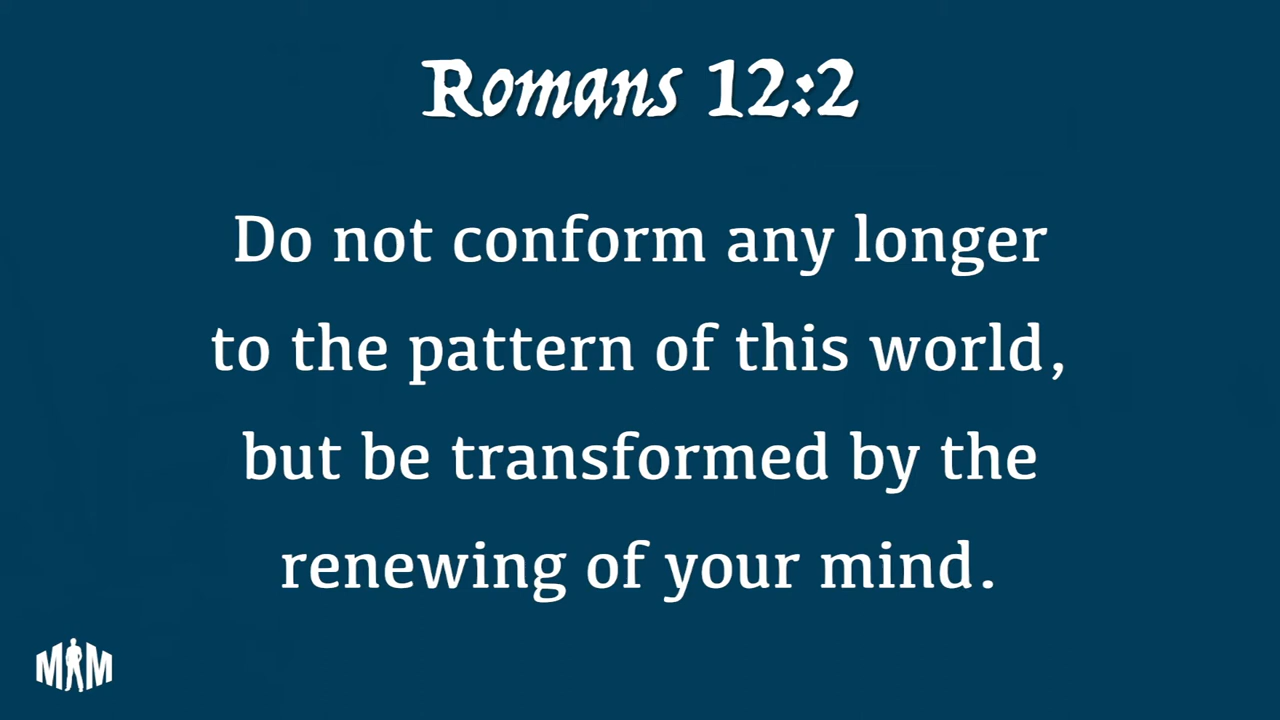 Romans 12:2
Do not conform any longer
to the pattern of this world,
but be transformed by the
renewing of your mind.
M M